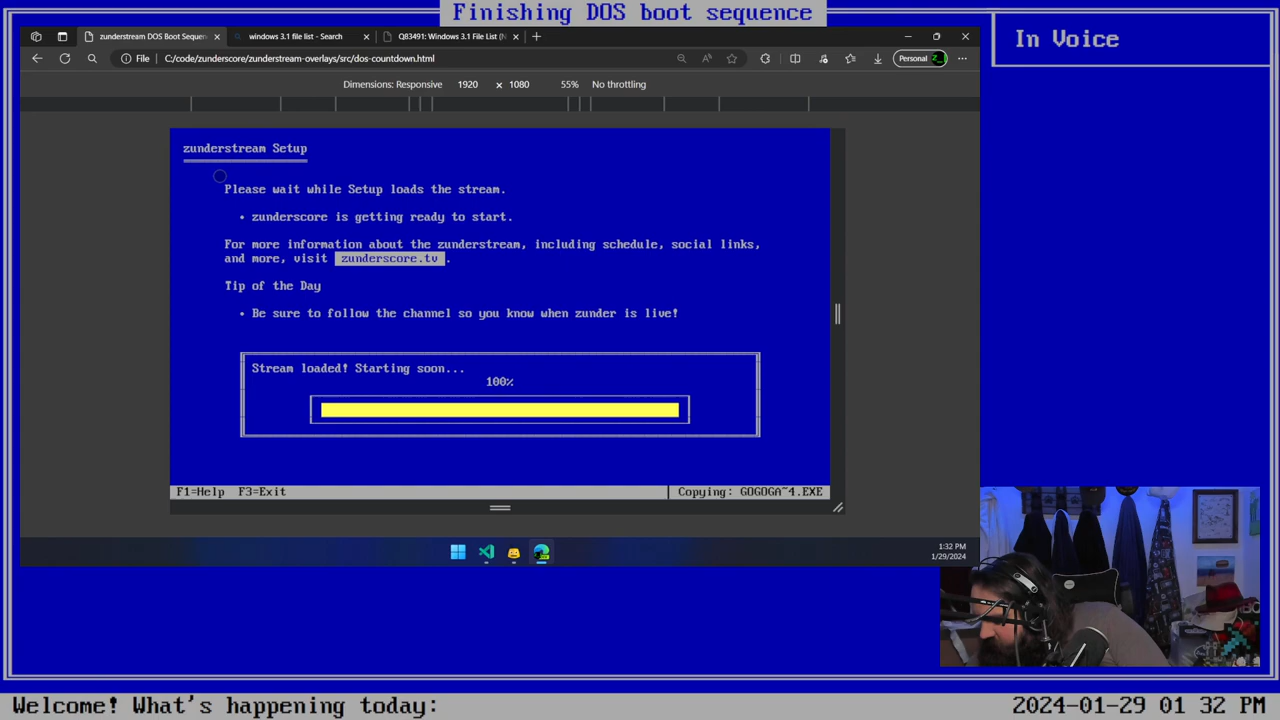 Finishing DOS boot sequence
In Voice
zunderstream DOS Boot Sequen
windows 3.1 file list - Search
Q83491: Windows 3.1 File List (N
File
C:/code/zunderscore/zunderstream-overlays/src/dos-countdown.html
Personal
Dimensions: Responsive 1920 × 1080 55% No throttling
zunderstream Setup
Please wait while Setup loads the stream.
• zunderscore is getting ready to start.
For more information about the zunderstream, including schedule, social links,
and more, visit zunderscore.tv .
Tip of the Day
• Be sure to follow the channel so you know when zunder is live!
Stream loaded! Starting soon...
100%
F1=Help F3=Exit
Copying: GOGOGA~4.EXE
1:32 PM
1/29/2024
Welcome! What's happening today:
2024-01-29 01 32 PM